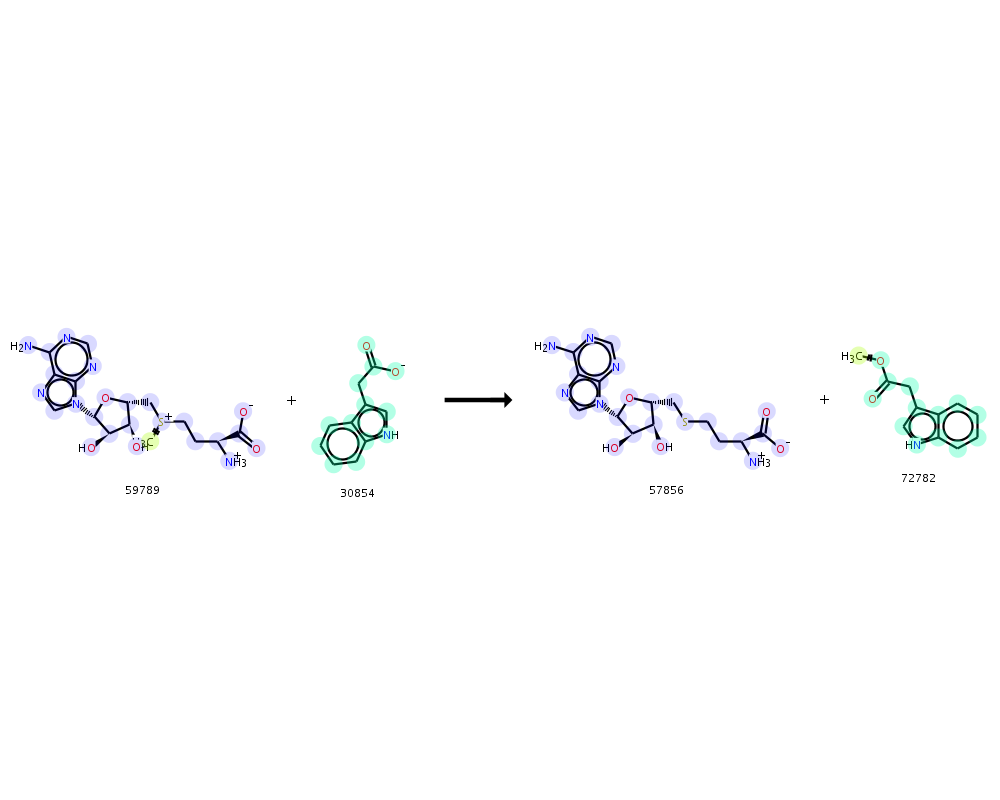 H₂N N N N N N O S⁺ H₃C HO OH O⁻ O NH3⁺
59789
+
O O⁻ NH
30854
H₂N N N N N N O S HO OH O O⁻ NH3⁺
57856
+
H₃C O O HN
72782